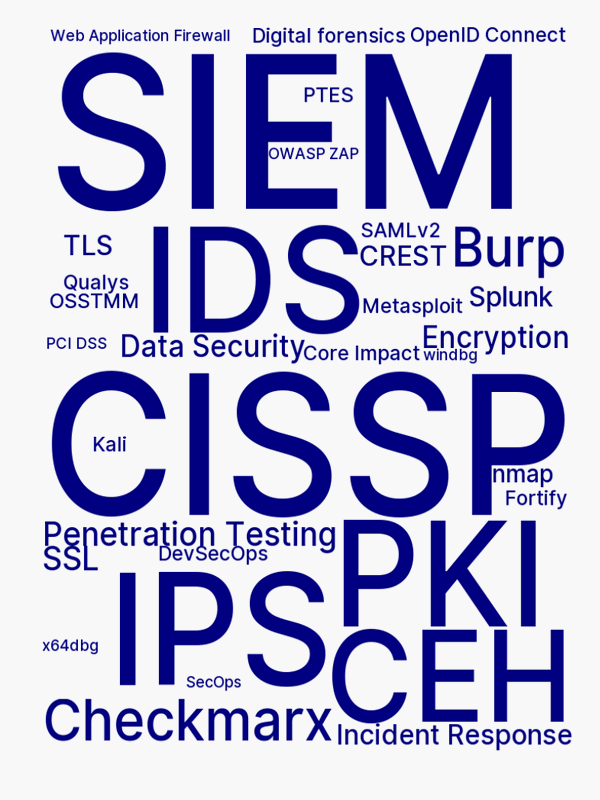 Web Application Firewall
Digital forensics
OpenID Connect
SIEM
PTES
OWASP ZAP
TLS
IDS
SAMLv2
CREST
Burp
Qualys
OSSTMM
Metasploit
Splunk
PCI DSS
Data Security
Core Impact
Encryption
windbg
CISSP
Kali
nmap
Fortify
Penetration Testing
SSL
DevSecOps
PKI
IPS
x64dbg
SecOps
CEH
Checkmarx
Incident Response